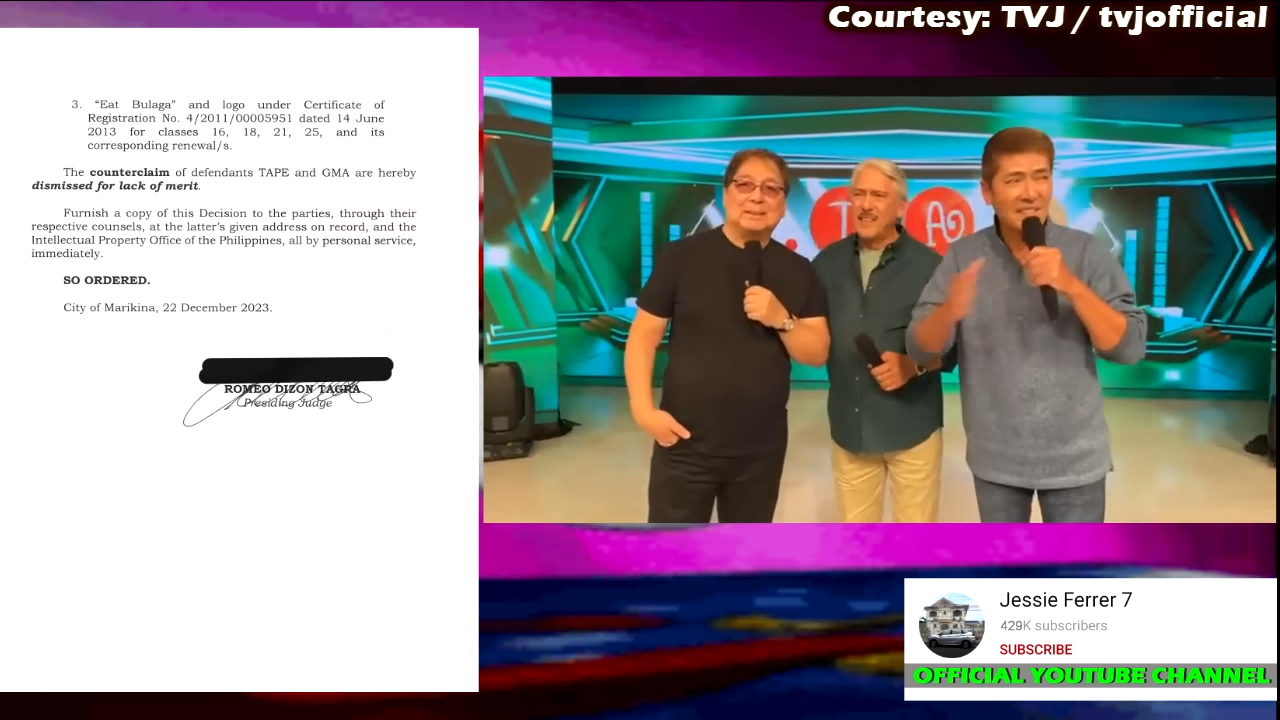 Courtesy: TVJ / tvjofficial
3. “Eat Bulaga” and logo under Certificate of
Registration No. 4/2011/00005951 dated 14 June
2013 for classes 16, 18, 21, 25, and its
corresponding renewal/s.
The counterclaim of defendants TAPE and GMA are hereby
dismissed for lack of merit.
Furnish a copy of this Decision to the parties, through their
respective counsels, at the latter’s given address on record, and the
Intellectual Property Office of the Philippines, all by personal service,
immediately.
SO ORDERED.
City of Marikina, 22 December 2023.
ROMEO DIZON TAGRA
Presiding Judge
Jessie Ferrer 7
429K subscribers
SUBSCRIBE
OFFICIAL YOUTUBE CHANNEL